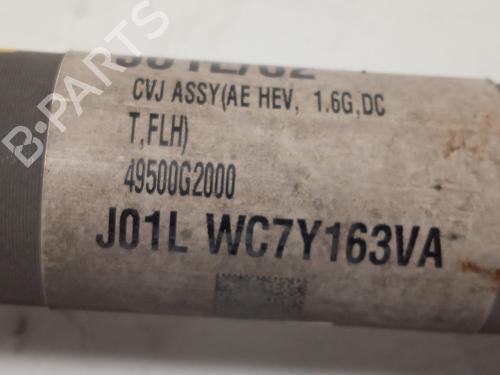 CVJ ASSY(AE HEV, 1.6G,DC
T,FLH)
49500G2000
J01L WC7Y163VA
B-PARTS